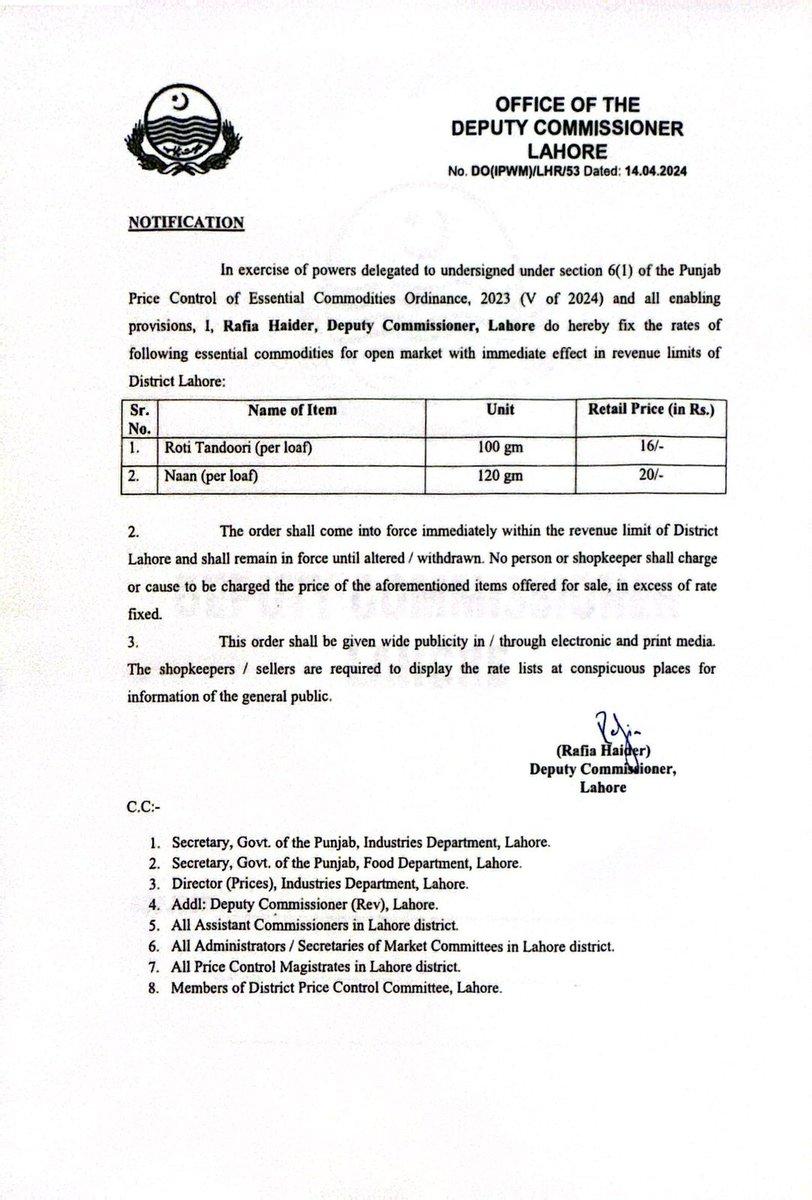 OFFICE OF THE
DEPUTY COMMISSIONER
LAHORE
No. DO(IPWM)/LHR/53 Dated: 14.04.2024
NOTIFICATION
In exercise of powers delegated to undersigned under section 6(1) of the Punjab
Price Control of Essential Commodities Ordinance, 2023 (V of 2024) and all enabling
provisions, I, Rafia Haider, Deputy Commissioner, Lahore do hereby fix the rates of
following essential commodities for open market with immediate effect in revenue limits of
District Lahore:
Sr. No. Name of Item Unit Retail Price (in Rs.)
1. Roti Tandoori (per loaf) 100 gm 16/-
2. Naan (per loaf) 120 gm 20/-
2. The order shall come into force immediately within the revenue limit of District
Lahore and shall remain in force until altered / withdrawn. No person or shopkeeper shall charge
or cause to be charged the price of the aforementioned items offered for sale, in excess of rate
fixed.
3. This order shall be given wide publicity in / through electronic and print media.
The shopkeepers / sellers are required to display the rate lists at conspicuous places for
information of the general public.
(Rafia Haider)
Deputy Commissioner,
Lahore
C.C:-
1. Secretary, Govt. of the Punjab, Industries Department, Lahore.
2. Secretary, Govt. of the Punjab, Food Department, Lahore.
3. Director (Prices), Industries Department, Lahore.
4. Addl: Deputy Commissioner (Rev), Lahore.
5. All Assistant Commissioners in Lahore district.
6. All Administrators / Secretaries of Market Committees in Lahore district.
7. All Price Control Magistrates in Lahore district.
8. Members of District Price Control Committee, Lahore.